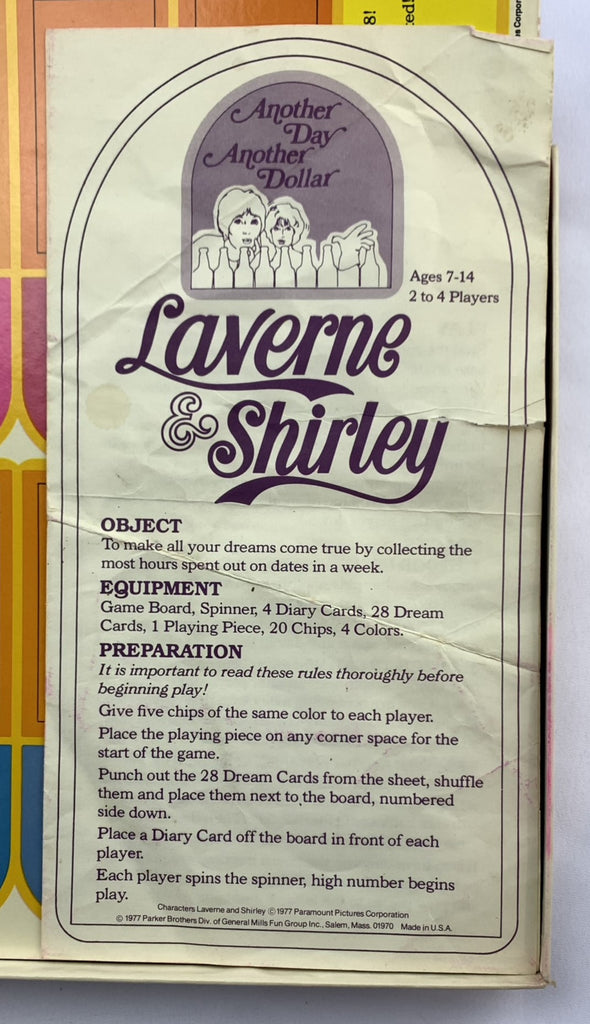 8!
ted!
s Corpor
Another
Day
Another
Dollar
Ages 7-14
2 to 4 Players
Laverne
& Shirley
OBJECT
To make all your dreams come true by collecting the
most hours spent out on dates in a week.
EQUIPMENT
Game Board, Spinner, 4 Diary Cards, 28 Dream
Cards, 1 Playing Piece, 20 Chips, 4 Colors.
PREPARATION
It is important to read these rules thoroughly before
beginning play!
Give five chips of the same color to each player.
Place the playing piece on any corner space for the
start of the game.
Punch out the 28 Dream Cards from the sheet, shuffle
them and place them next to the board, numbered
side down.
Place a Diary Card off the board in front of each
player.
Each player spins the spinner, high number begins
play.
Characters Laverne and Shirley © 1977 Paramount Pictures Corporation
© 1977 Parker Brothers Div. of General Mills Fun Group Inc., Salem, Mass. 01970 Made in U.S.A.